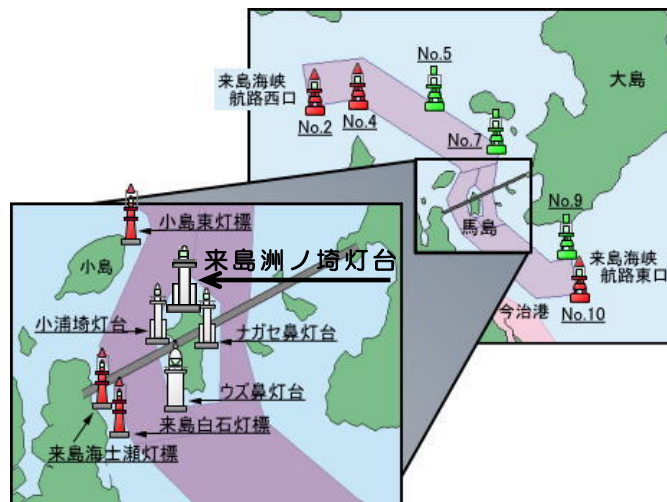 No.5
大島
来島海峡
航路西口
No.2
No.4
No.7
No.9
馬島
来島海峡
航路東口
No.10
今治港
小島東灯標
小島
来島洲ノ埼灯台
小浦埼灯台
ナガセ鼻灯台
ウズ鼻灯台
来島白石灯標
来島海士瀬灯標